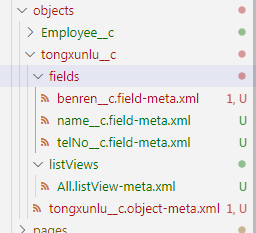 objects
Employee__c
tongxunlu__c
fields
benren__c.field-meta.xml 1, U
name__c.field-meta.xml U
telNo__c.field-meta.xml U
listViews
All.listView-meta.xml U
tongxunlu__c.object-meta.xml 1, U
pages